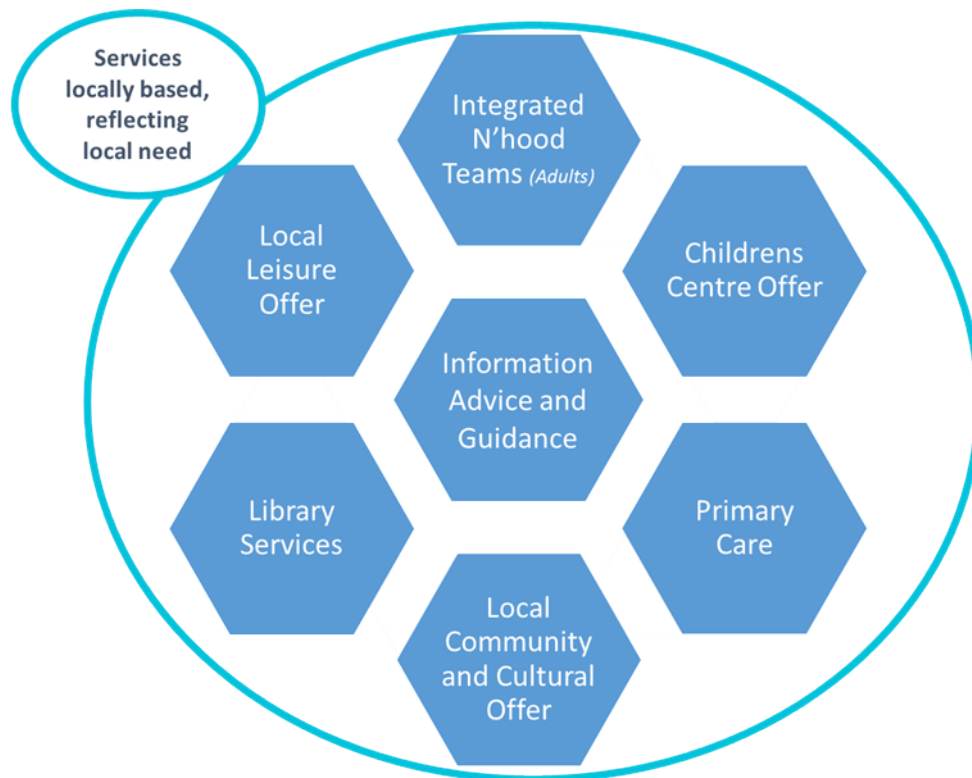 Services
locally based,
reflecting
local need
Integrated
N’hood
Teams (Adults)
Local
Leisure
Offer
Childrens
Centre Offer
Information
Advice and
Guidance
Library
Services
Primary
Care
Local
Community
and Cultural
Offer